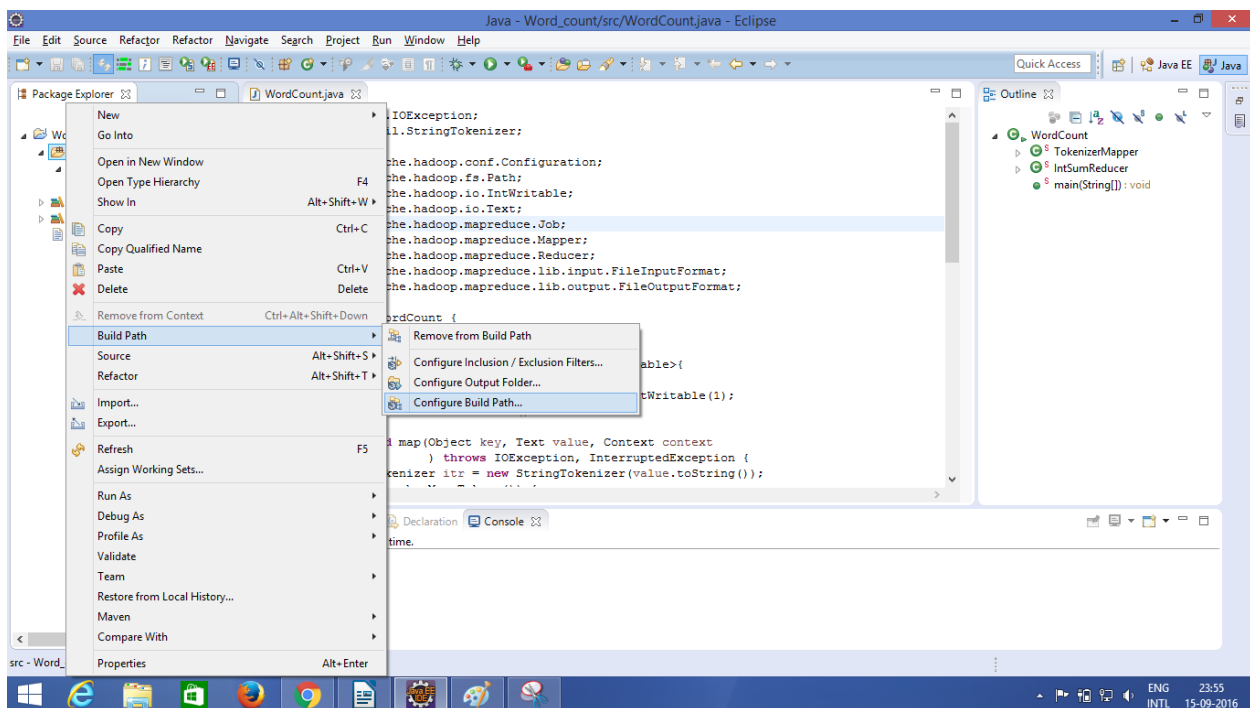 Java - Word_count/src/WordCount.java - Eclipse
File Edit Source Refactor Refactor Navigate Search Project Run Window Help
Quick Access Java EE Java
Package Explorer
WordCount.java
Outline
New
Go Into
Open in New Window
Open Type Hierarchy F4
Show In Alt+Shift+W
Copy Ctrl+C
Copy Qualified Name
Paste Ctrl+V
Delete Delete
Remove from Context Ctrl+Alt+Shift+Down
Build Path
Source Alt+Shift+S
Refactor Alt+Shift+T
Import...
Export...
Refresh F5
Assign Working Sets...
Run As
Debug As
Profile As
Validate
Team
Restore from Local History...
Maven
Compare With
Properties Alt+Enter
Remove from Build Path
Configure Inclusion / Exclusion Filters...
Configure Output Folder...
Configure Build Path...
.IOException;
il.StringTokenizer;
che.hadoop.conf.Configuration;
che.hadoop.fs.Path;
che.hadoop.io.IntWritable;
che.hadoop.io.Text;
che.hadoop.mapreduce.Job;
che.hadoop.mapreduce.Mapper;
che.hadoop.mapreduce.Reducer;
che.hadoop.mapreduce.lib.input.FileInputFormat;
che.hadoop.mapreduce.lib.output.FileOutputFormat;
ordCount {
able>{
tWritable(1);
d map(Object key, Text value, Context context
) throws IOException, InterruptedException {
kenizer itr = new StringTokenizer(value.toString());
WordCount
TokenizerMapper
IntSumReducer
main(String[]) : void
Declaration Console
time.
src - Word_
ENG 23:55
INTL 15-09-2016